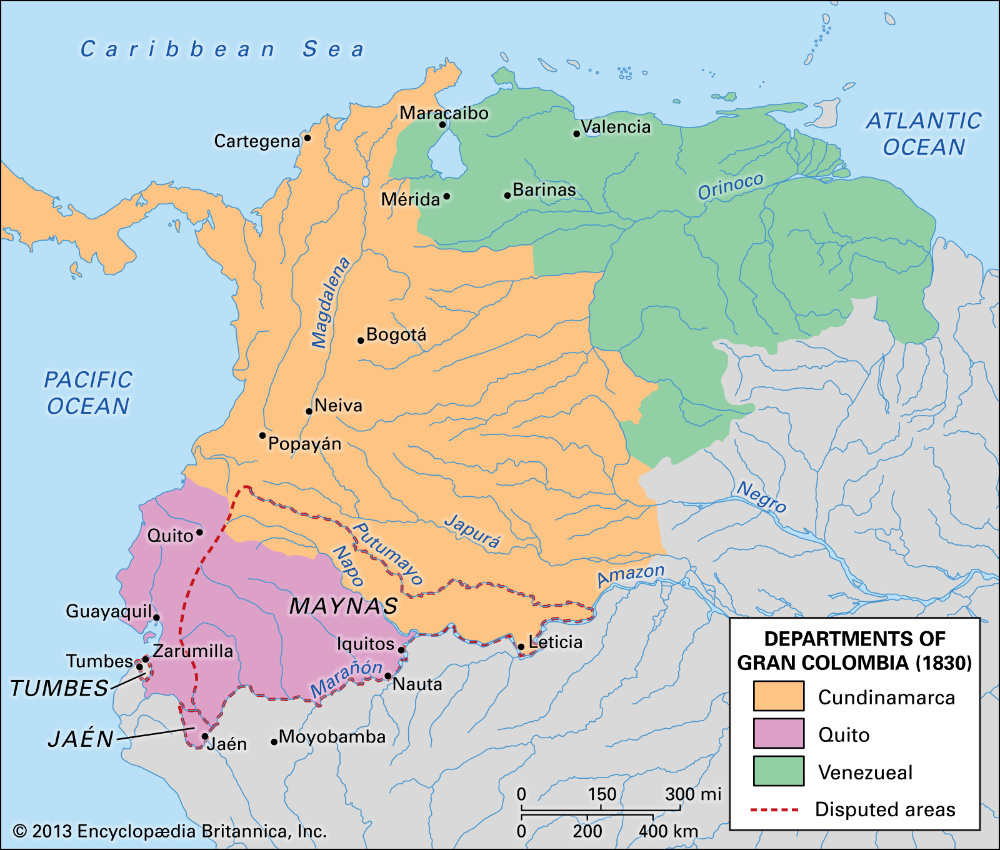 Caribbean Sea
ATLANTIC
OCEAN
Maracaibo
Valencia
Cartegena
Orinoco
Mérida
Barinas
Magdalena
Bogotá
PACIFIC
OCEAN
Neiva
Popayán
Negro
Quito
Japurá
Putumayo
Napo
Amazon
MAYNAS
Guayaquil
Iquitos
Leticia
Zarumilla
Tumbes
TUMBES
Marañón
Nauta
JAÉN
Jaén
Moyobamba
DEPARTMENTS OF
GRAN COLOMBIA (1830)
Cundinamarca
Quito
Venezueal
Disputed areas
0 150 300 mi
0 200 400 km
© 2013 Encyclopædia Britannica, Inc.